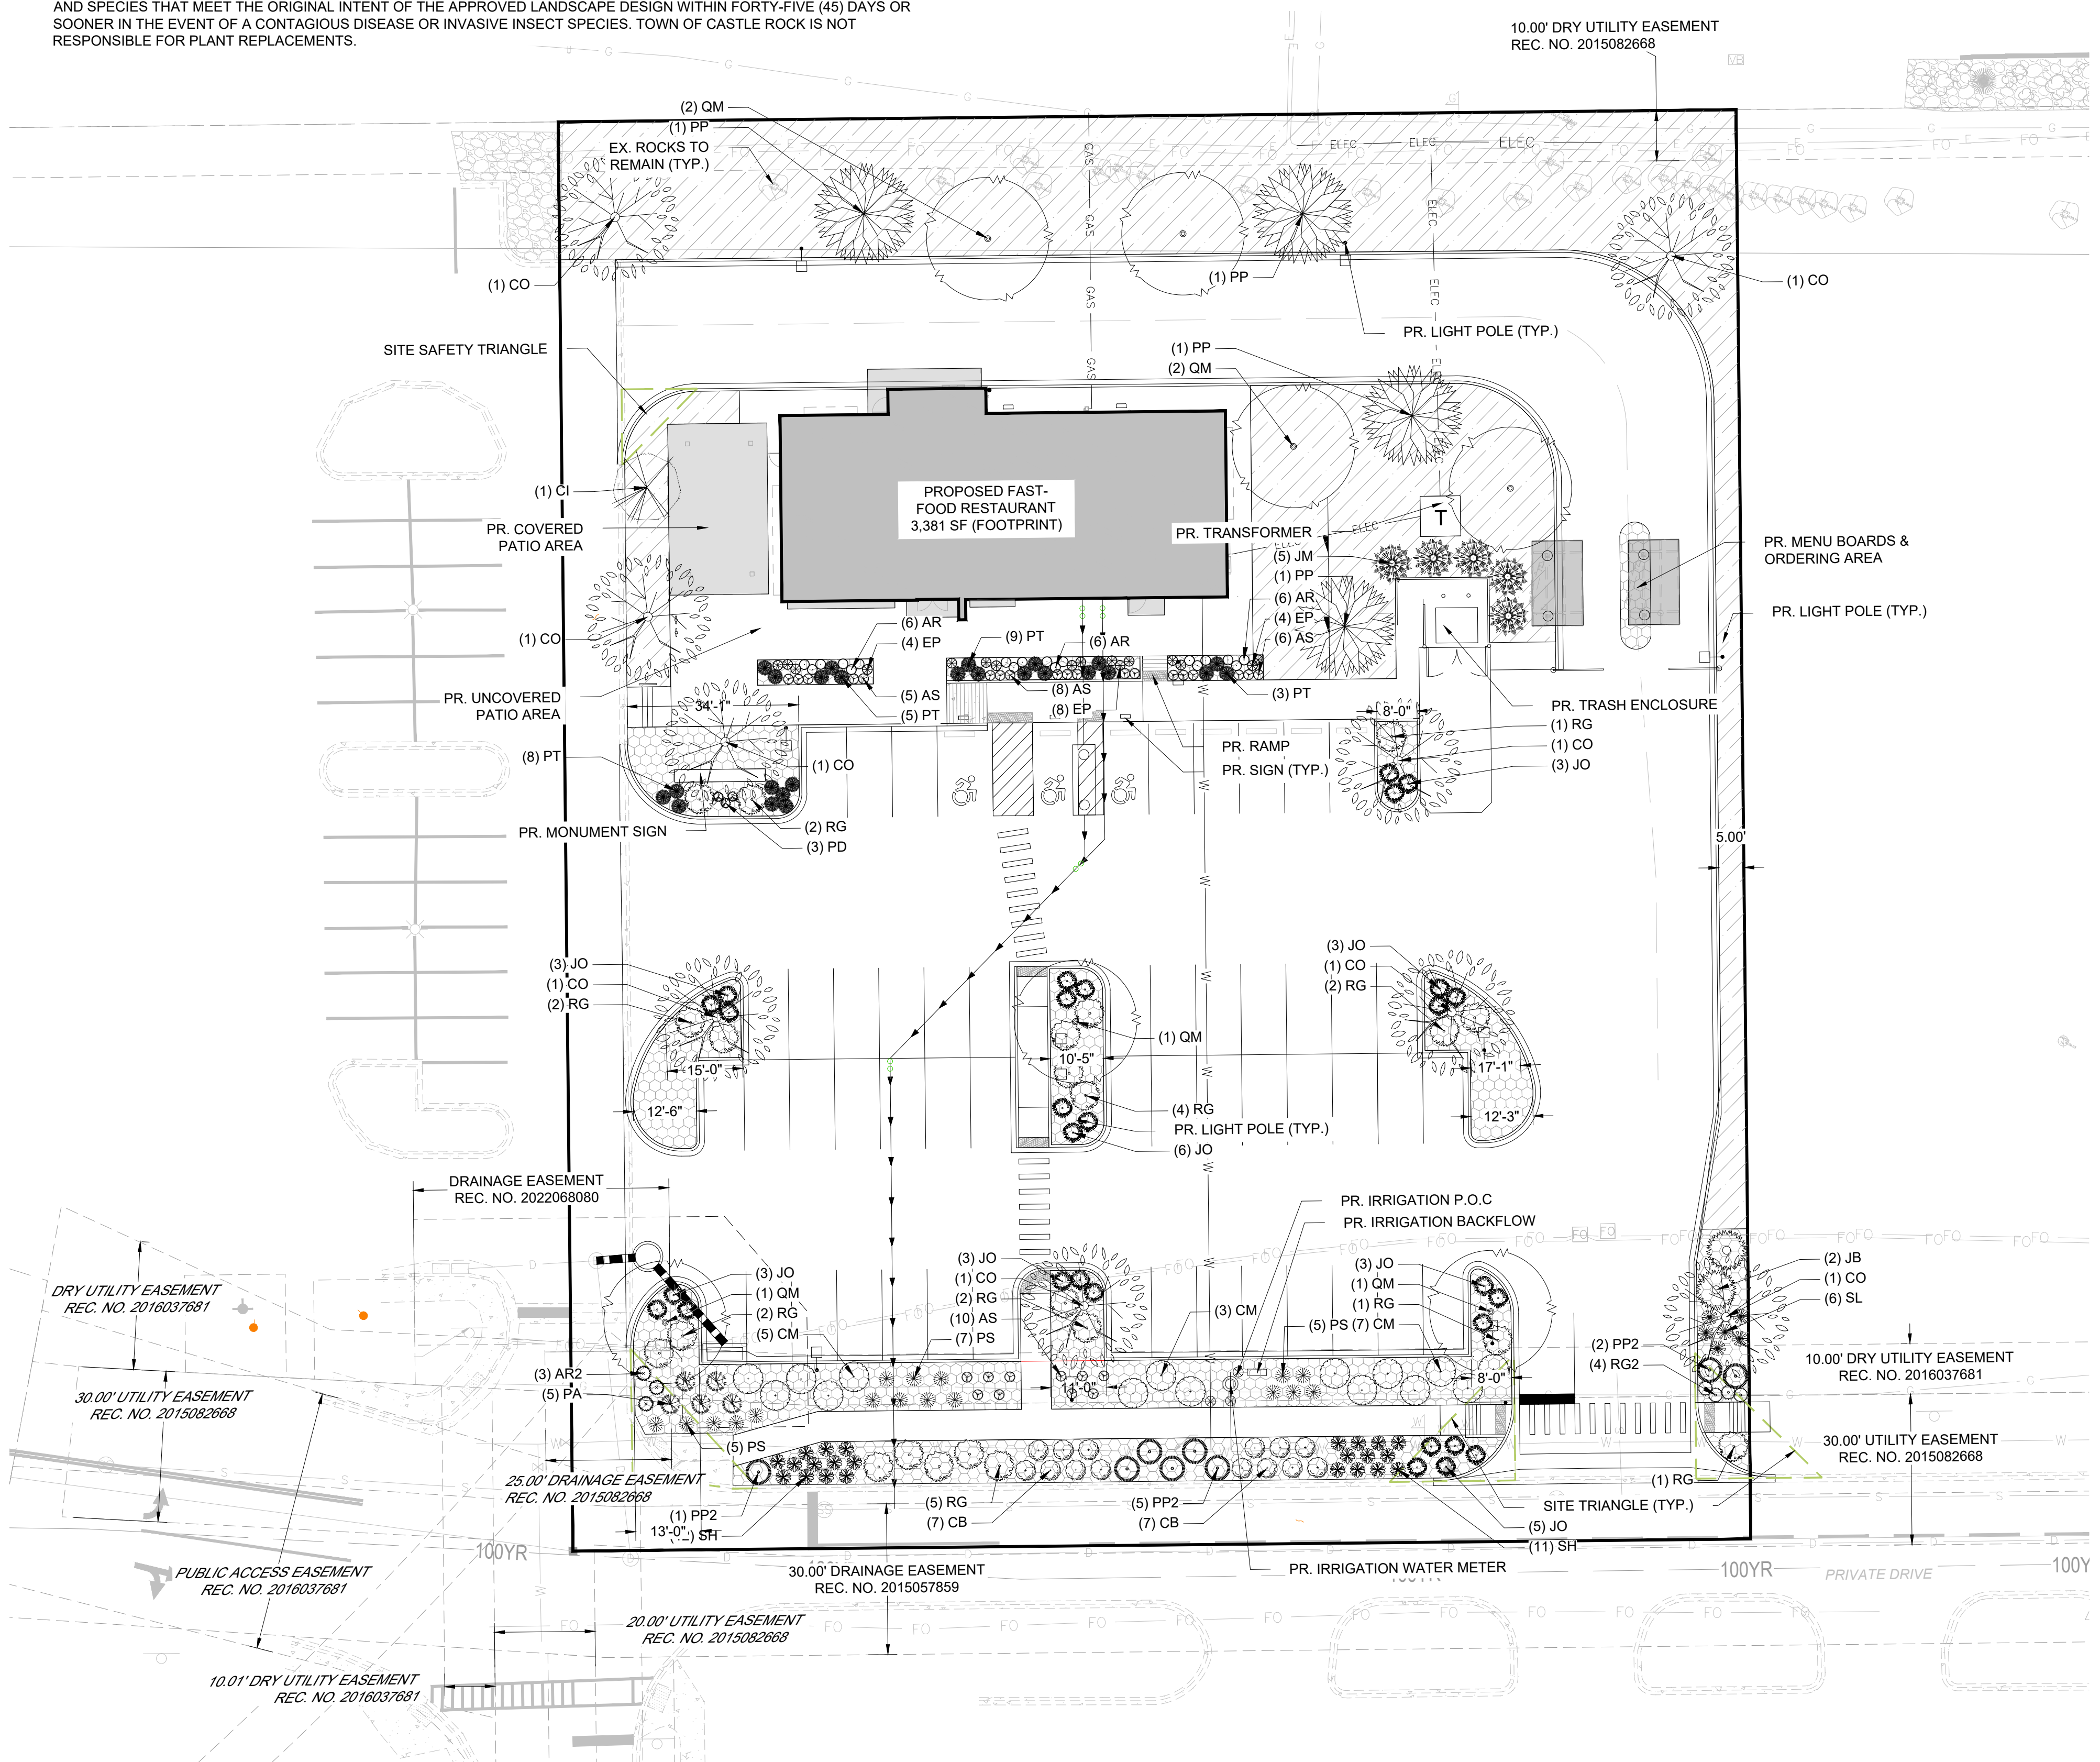 AND SPECIES THAT MEET THE ORIGINAL INTENT OF THE APPROVED LANDSCAPE DESIGN WITHIN FORTY-FIVE (45) DAYS OR
SOONER IN THE EVENT OF A CONTAGIOUS DISEASE OR INVASIVE INSECT SPECIES. TOWN OF CASTLE ROCK IS NOT
RESPONSIBLE FOR PLANT REPLACEMENTS.
10.00' DRY UTILITY EASEMENT
REC. NO. 2015082668
VB
(2) QM
(1) PP
EX. ROCKS TO
REMAIN (TYP.)
GAS
ELEC
ELEC
ELEC
(1) CO
(1) PP
(1) CO
SITE SAFETY TRIANGLE
PR. LIGHT POLE (TYP.)
(1) PP
(2) QM
(1) CI
PR. COVERED
PATIO AREA
PROPOSED FAST-
FOOD RESTAURANT
3,381 SF (FOOTPRINT)
T
PR. TRANSFORMER
(5) JM
(1) PP
(6) AR
(4) EP
(6) AS
PR. MENU BOARDS &
ORDERING AREA
PR. LIGHT POLE (TYP.)
(1) CO
(6) AR
(4) EP
(9) PT
(6) AR
PR. UNCOVERED
PATIO AREA
34'-1"
(5) AS
(5) PT
(8) AS
(8) EP
(3) PT
8'-0"
PR. TRASH ENCLOSURE
(1) RG
(1) CO
(3) JO
(8) PT
(1) CO
PR. RAMP
PR. SIGN (TYP.)
PR. MONUMENT SIGN
(2) RG
(3) PD
5.00'
(3) JO
(1) CO
(2) RG
(3) JO
(1) CO
(2) RG
(1) QM
10'-5"
15'-0"
17'-1"
12'-6"
12'-3"
(4) RG
PR. LIGHT POLE (TYP.)
(6) JO
DRAINAGE EASEMENT
REC. NO. 2022068080
PR. IRRIGATION P.O.C
PR. IRRIGATION BACKFLOW
DRY UTILITY EASEMENT
REC. NO. 2016037681
(3) JO
(1) QM
(2) RG
(5) CM
(3) JO
(1) CO
(2) RG
(10) AS
(7) PS
(3) CM
(3) JO
(1) QM
(1) RG
(5) PS (7) CM
(2) JB
(1) CO
(6) SL
(2) PP2
(4) RG2
10.00' DRY UTILITY EASEMENT
REC. NO. 2016037681
(3) AR2
(5) PA
11'-0"
8'-0"
30.00' UTILITY EASEMENT
REC. NO. 2015082668
(5) PS
30.00' UTILITY EASEMENT
REC. NO. 2015082668
25.00' DRAINAGE EASEMENT
REC. NO. 2015082668
(1) PP2
13'-0"
SH
(5) RG
(7) CB
(5) PP2
(7) CB
(1) RG
SITE TRIANGLE (TYP.)
(5) JO
(11) SH
100YR
PR. IRRIGATION WATER METER
100YR
PRIVATE DRIVE
100Y
PUBLIC ACCESS EASEMENT
REC. NO. 2016037681
30.00' DRAINAGE EASEMENT
REC. NO. 2015057859
20.00' UTILITY EASEMENT
REC. NO. 2015082668
10.01' DRY UTILITY EASEMENT
REC. NO. 2016037681